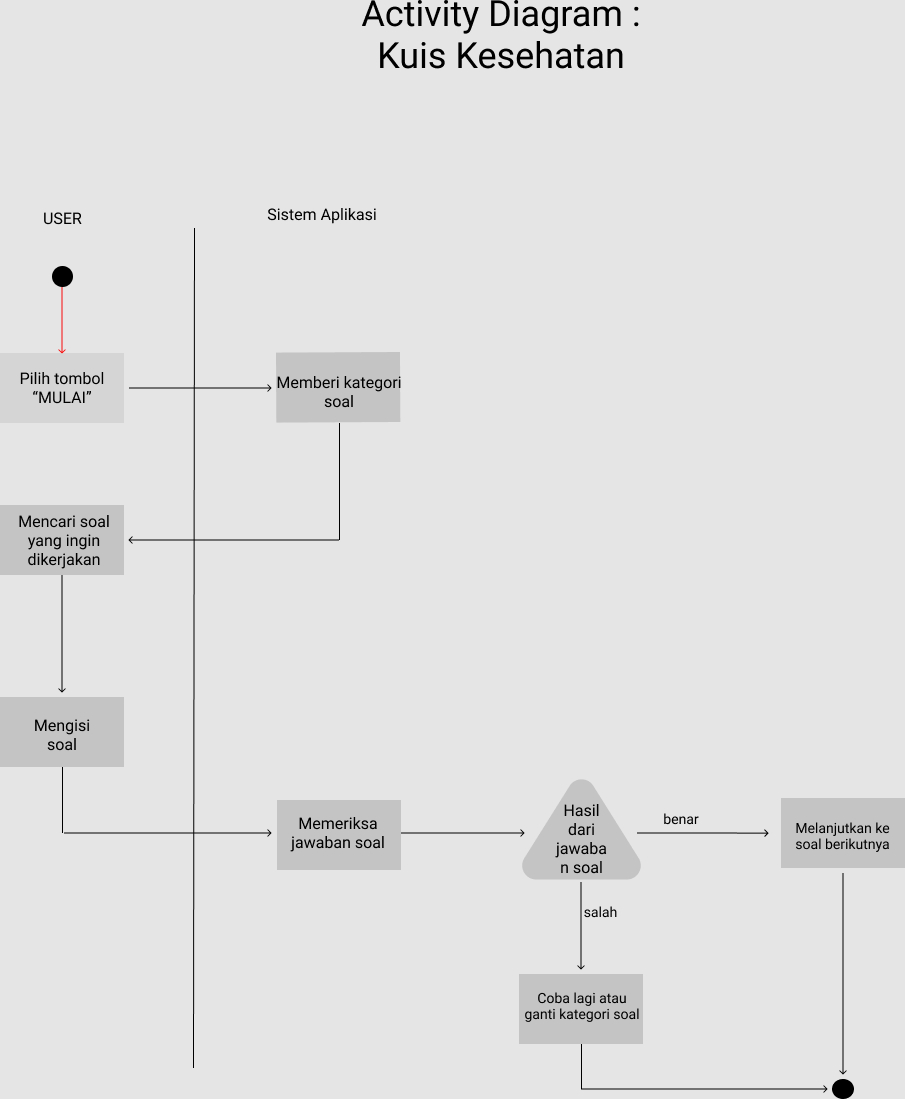 Activity Diagram :
Kuis Kesehatan
USER
Sistem Aplikasi
Pilih tombol
“MULAI”
Memberi kategori
soal
Mencari soal
yang ingin
dikerjakan
Mengisi
soal
Memeriksa
jawaban soal
Hasil
dari
jawaba
n soal
benar
Melanjutkan ke
soal berikutnya
salah
Coba lagi atau
ganti kategori soal